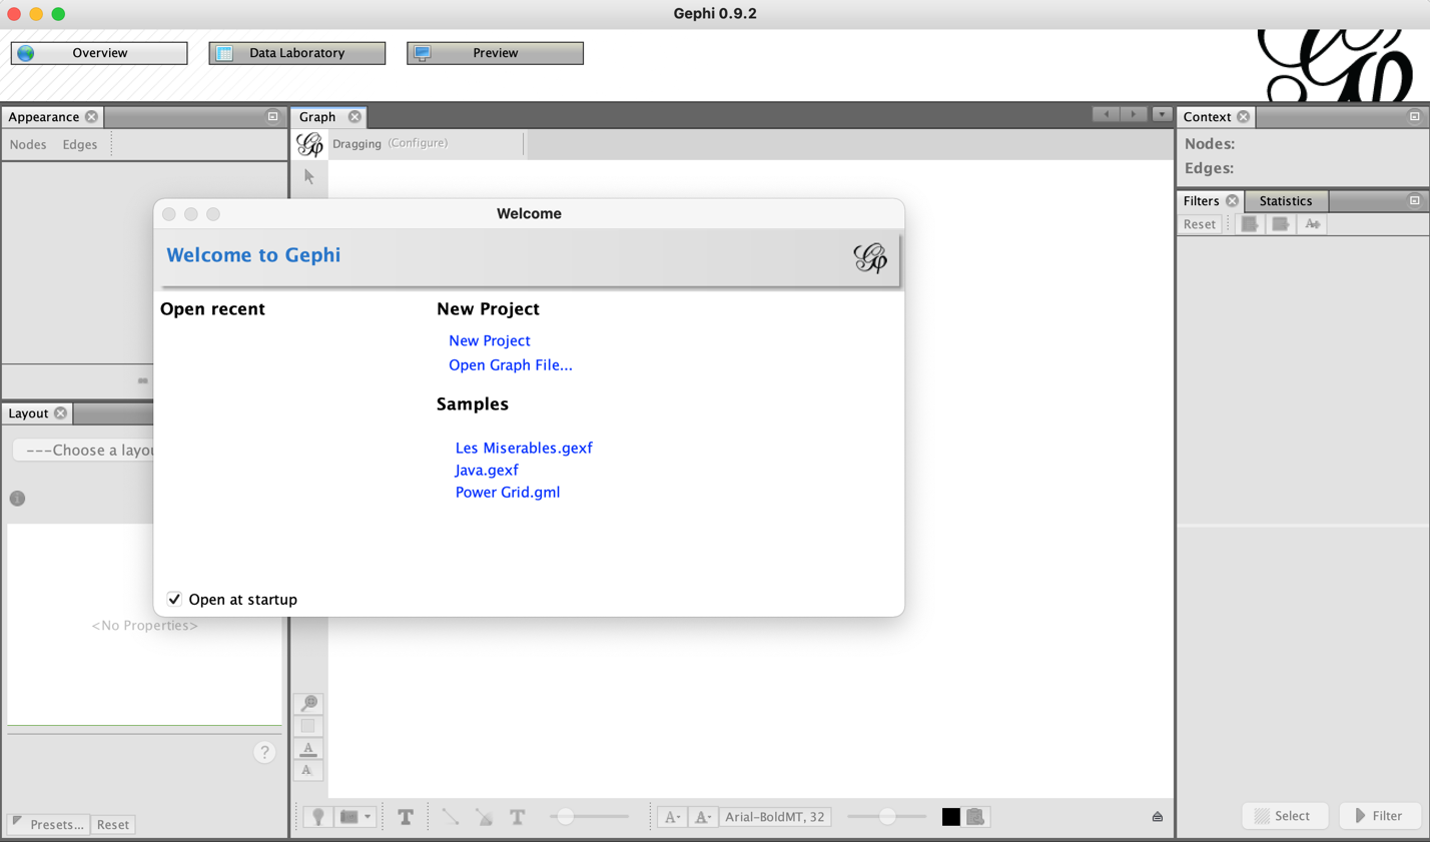 Gephi 0.9.2
Overview
Data Laboratory
Preview
Appearance
Nodes
Edges
Graph
Dragging (Configure)
Context
Nodes:
Edges:
Filters
Statistics
Reset
Welcome
Welcome to Gephi
Open recent
New Project
New Project
Open Graph File...
Samples
Les Miserables.gexf
Java.gexf
Power Grid.gml
Open at startup
Layout
---Choose a layou
<No Properties>
?
Presets...
Reset
A
A
T
T
A-
A-
Arial-BoldMT, 32
Select
Filter